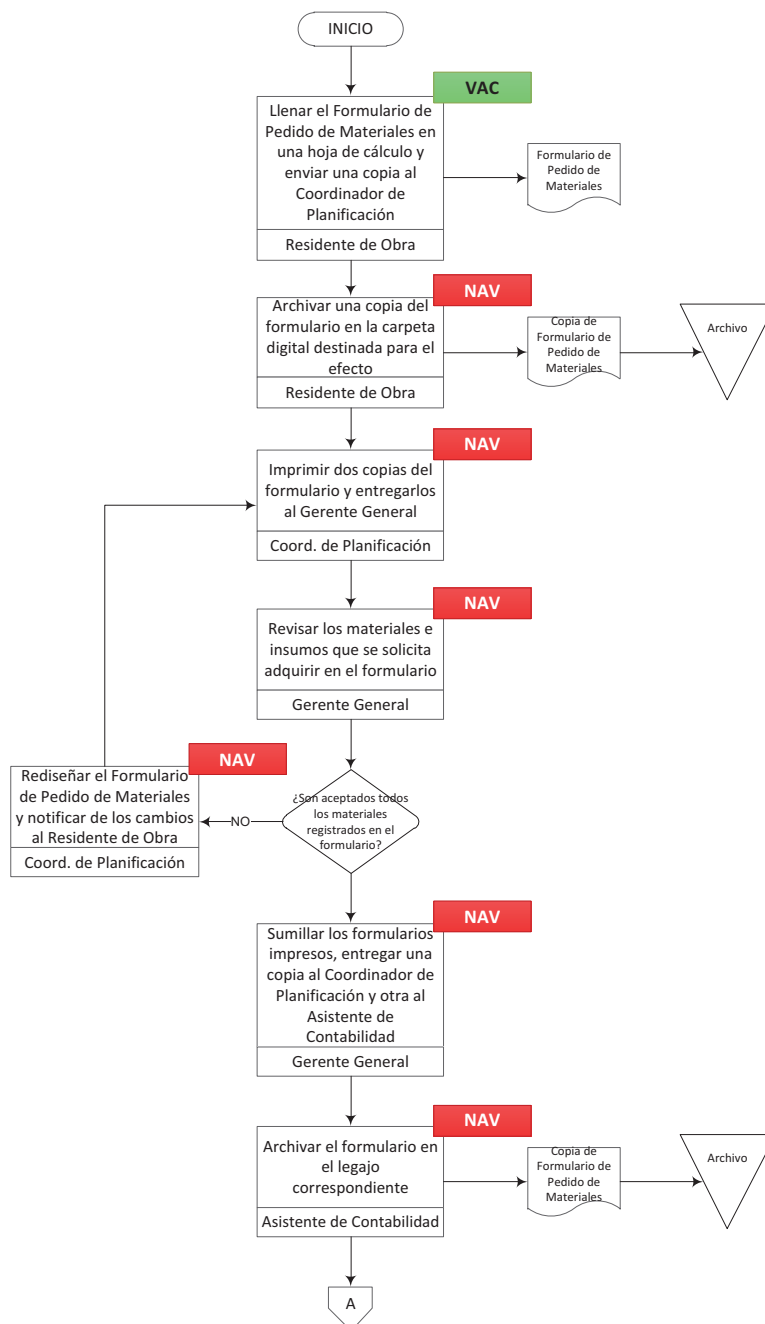 INICIO
VAC
Llenar el Formulario de
Pedido de Materiales en
una hoja de cálculo y
enviar una copia al
Coordinador de
Planificación
Residente de Obra
Formulario de
Pedido de
Materiales
NAV
Archivar una copia del
formulario en la carpeta
digital destinada para el
efecto
Residente de Obra
Copia de
Formulario de
Pedido de
Materiales
Archivo
NAV
Imprimir dos copias del
formulario y entregarlos
al Gerente General
Coord. de Planificación
NAV
Revisar los materiales e
insumos que se solicita
adquirir en el formulario
Gerente General
NAV
Rediseñar el Formulario
de Pedido de Materiales
y notificar de los cambios
al Residente de Obra
Coord. de Planificación
NO
¿Son aceptados todos
los materiales
registrados en el
formulario?
NAV
Sumillar los formularios
impresos, entregar una
copia al Coordinador de
Planificación y otra al
Asistente de
Contabilidad
Gerente General
NAV
Archivar el formulario en
el legajo
correspondiente
Asistente de Contabilidad
Copia de
Formulario de
Pedido de
Materiales
Archivo
A